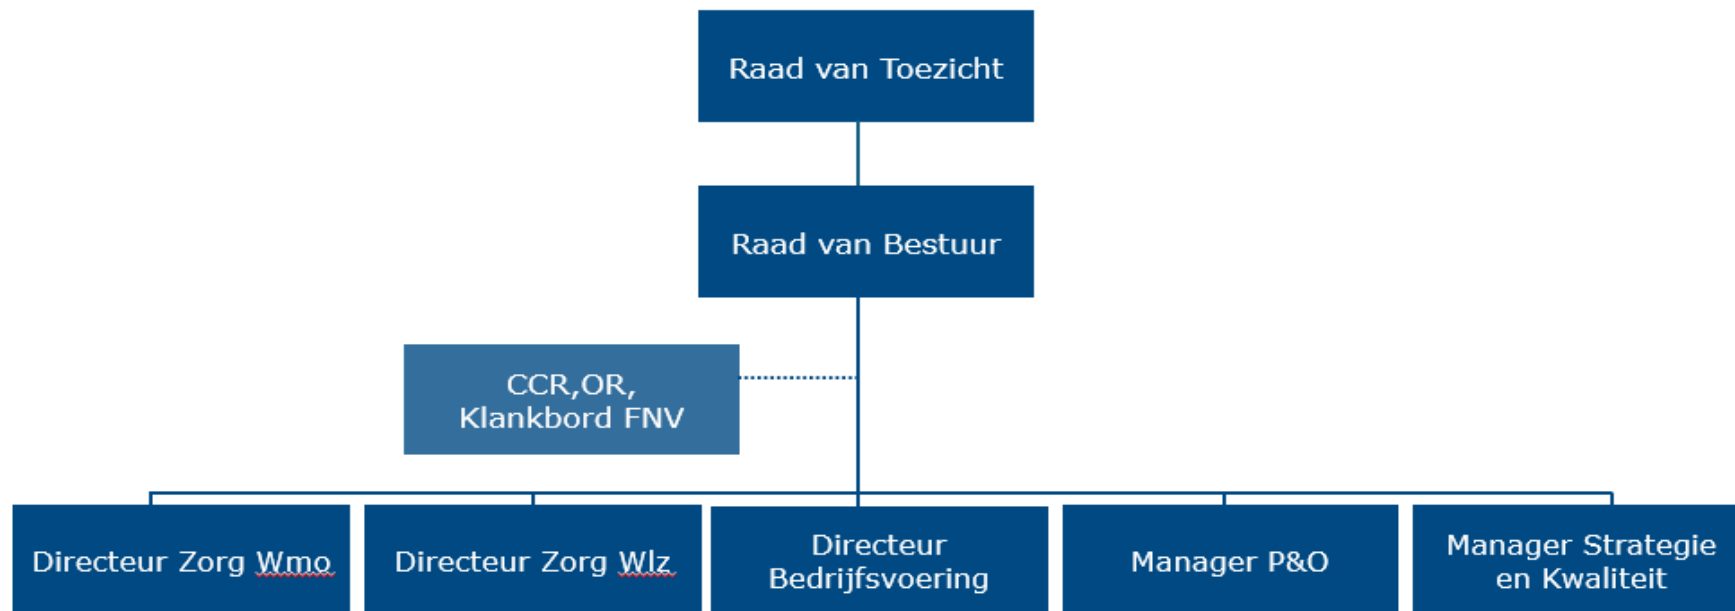 Raad van Toezicht
Raad van Bestuur
CCR,OR,
Klankbord FNV
Directeur Zorg Wmo
Directeur Zorg Wlz
Directeur
Bedrijfsvoering
Manager P&O
Manager Strategie
en Kwaliteit